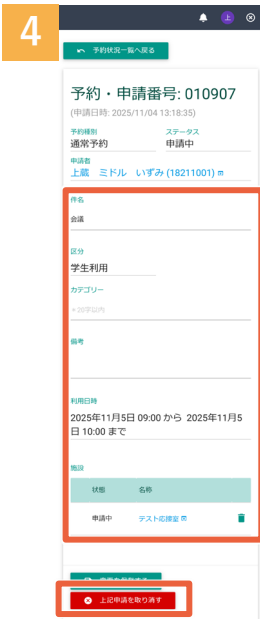 4
上
予約状況一覧へ戻る
予約・申請番号: 010907
(申請日時: 2025/11/04 13:18:35)
予約種別 ステータス
通常予約 申請中
申請者
上蔵 ミドル いずみ (18211001)
件名
会議
区分
学生利用
カテゴリー
※20字以内
備考
利用日時
2025年11月5日 09:00 から 2025年11月5
日 10:00 まで
施設
状態 名称
申請中 テスト応接室
上記申請を取り消す